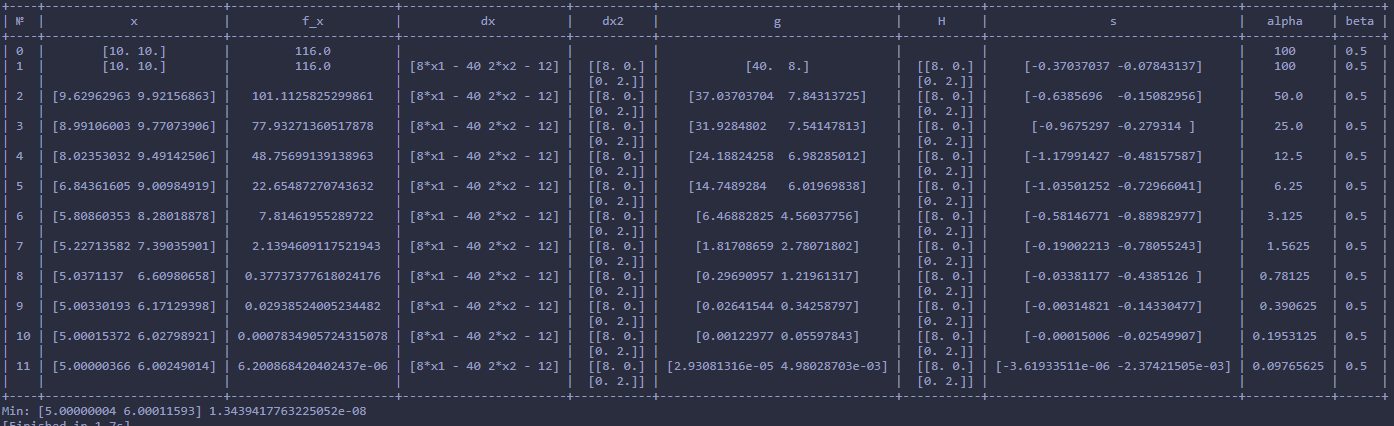 +----+-------------------------+-----------------------+----------------------+-----------+---------------------------------+-----------+-----------------------------------+------------+------+
| № | x | f_x | dx | dx2 | g | H | s | alpha | beta |
+----+-------------------------+-----------------------+----------------------+-----------+---------------------------------+-----------+-----------------------------------+------------+------+
| 0 | [10. 10.] | 116.0 | | | | | | 100 | 0.5 |
| 1 | [10. 10.] | 116.0 | [8*x1 - 40 2*x2 - 12] | [[8. 0.] | [40.  8.] | [[8. 0.] | [-0.37037037 -0.07843137] | 100 | 0.5 |
| | | | | [0. 2.]] | | [0. 2.]] | | | |
| 2 | [9.62962963 9.92156863] | 101.1125825299861 | [8*x1 - 40 2*x2 - 12] | [[8. 0.] | [37.03703704  7.84313725] | [[8. 0.] | [-0.6385696  -0.15082956] | 50.0 | 0.5 |
| | | | | [0. 2.]] | | [0. 2.]] | | | |
| 3 | [8.99106003 9.77073906] | 77.93271360517878 | [8*x1 - 40 2*x2 - 12] | [[8. 0.] | [31.9284802   7.54147813] | [[8. 0.] | [-0.9675297 -0.279314 ] | 25.0 | 0.5 |
| | | | | [0. 2.]] | | [0. 2.]] | | | |
| 4 | [8.02353032 9.49142506] | 48.75699139138963 | [8*x1 - 40 2*x2 - 12] | [[8. 0.] | [24.18824258  6.98285012] | [[8. 0.] | [-1.17991427 -0.48157587] | 12.5 | 0.5 |
| | | | | [0. 2.]] | | [0. 2.]] | | | |
| 5 | [6.84361605 9.00984919] | 22.65487270743632 | [8*x1 - 40 2*x2 - 12] | [[8. 0.] | [14.7489284   6.01969838] | [[8. 0.] | [-1.03501252 -0.72966041] | 6.25 | 0.5 |
| | | | | [0. 2.]] | | [0. 2.]] | | | |
| 6 | [5.80860353 8.28018878] | 7.81461955289722 | [8*x1 - 40 2*x2 - 12] | [[8. 0.] | [6.46882825 4.56037756] | [[8. 0.] | [-0.58146771 -0.88982977] | 3.125 | 0.5 |
| | | | | [0. 2.]] | | [0. 2.]] | | | |
| 7 | [5.22713582 7.39035901] | 2.1394609117521943 | [8*x1 - 40 2*x2 - 12] | [[8. 0.] | [1.81708659 2.78071802] | [[8. 0.] | [-0.19002213 -0.78055243] | 1.5625 | 0.5 |
| | | | | [0. 2.]] | | [0. 2.]] | | | |
| 8 | [5.0371137  6.60980658] | 0.37737377618024176 | [8*x1 - 40 2*x2 - 12] | [[8. 0.] | [0.29690957 1.21961317] | [[8. 0.] | [-0.03381177 -0.4385126 ] | 0.78125 | 0.5 |
| | | | | [0. 2.]] | | [0. 2.]] | | | |
| 9 | [5.00330193 6.17129398] | 0.02938524005234482 | [8*x1 - 40 2*x2 - 12] | [[8. 0.] | [0.02641544 0.34258797] | [[8. 0.] | [-0.00314821 -0.14330477] | 0.390625 | 0.5 |
| | | | | [0. 2.]] | | [0. 2.]] | | | |
| 10 | [5.00015372 6.02798921] | 0.0007834905724315078 | [8*x1 - 40 2*x2 - 12] | [[8. 0.] | [0.00122977 0.05597843] | [[8. 0.] | [-0.00015006 -0.02549907] | 0.1953125 | 0.5 |
| | | | | [0. 2.]] | | [0. 2.]] | | | |
| 11 | [5.00000366 6.00249014] | 6.200868420402437e-06 | [8*x1 - 40 2*x2 - 12] | [[8. 0.] | [2.93081316e-05 4.98028703e-03] | [[8. 0.] | [-3.61933511e-06 -2.37421505e-03] | 0.09765625 | 0.5 |
| | | | | [0. 2.]] | | [0. 2.]] | | | |
+----+-------------------------+-----------------------+----------------------+-----------+---------------------------------+-----------+-----------------------------------+------------+------+
Min: [5.00000004 6.00011593] 1.3439417763225052e-08
[Finished in 1.7s]